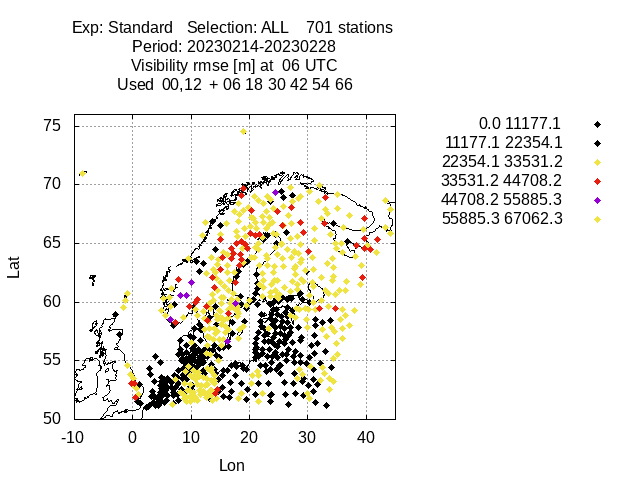 Exp: Standard   Selection: ALL    701 stations
Period: 20230214-20230228
Visibility rmse [m] at  06 UTC
Used  00,12  + 06 18 30 42 54 66
0.0 11177.1
11177.1 22354.1
22354.1 33531.2
33531.2 44708.2
44708.2 55885.3
55885.3 67062.3
75
70
65
60
55
50
Lat
-10 0 10 20 30 40
Lon